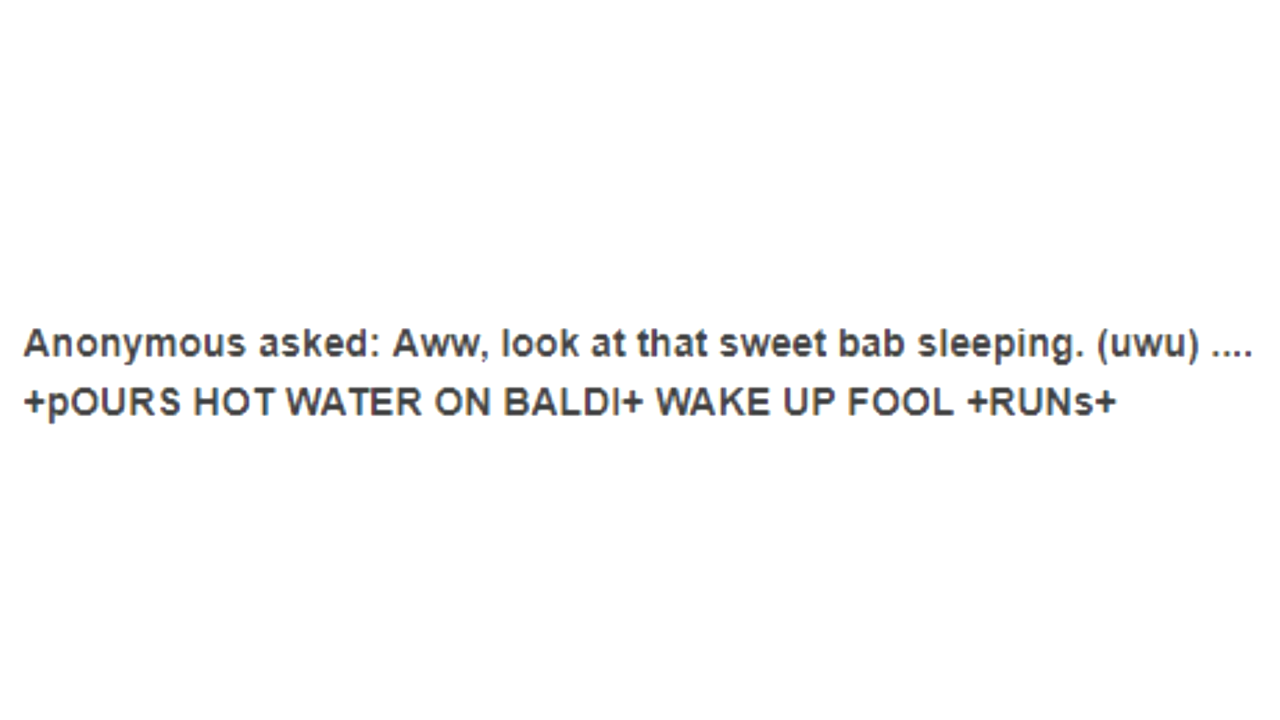 Anonymous asked: Aww, look at that sweet bab sleeping. (uwu) ....
+pOURS HOT WATER ON BALDI+ WAKE UP FOOL +RUNs+